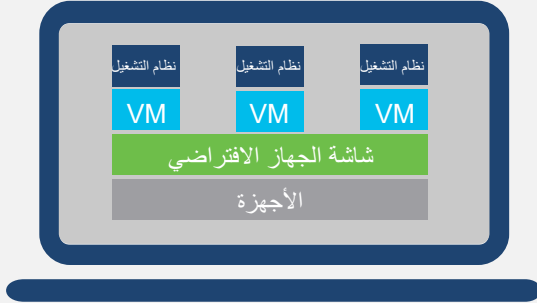 نظام التشغيل
نظام التشغيل
نظام التشغيل
VM
VM
VM
شاشة الجهاز الافتراضي
الأجهزة